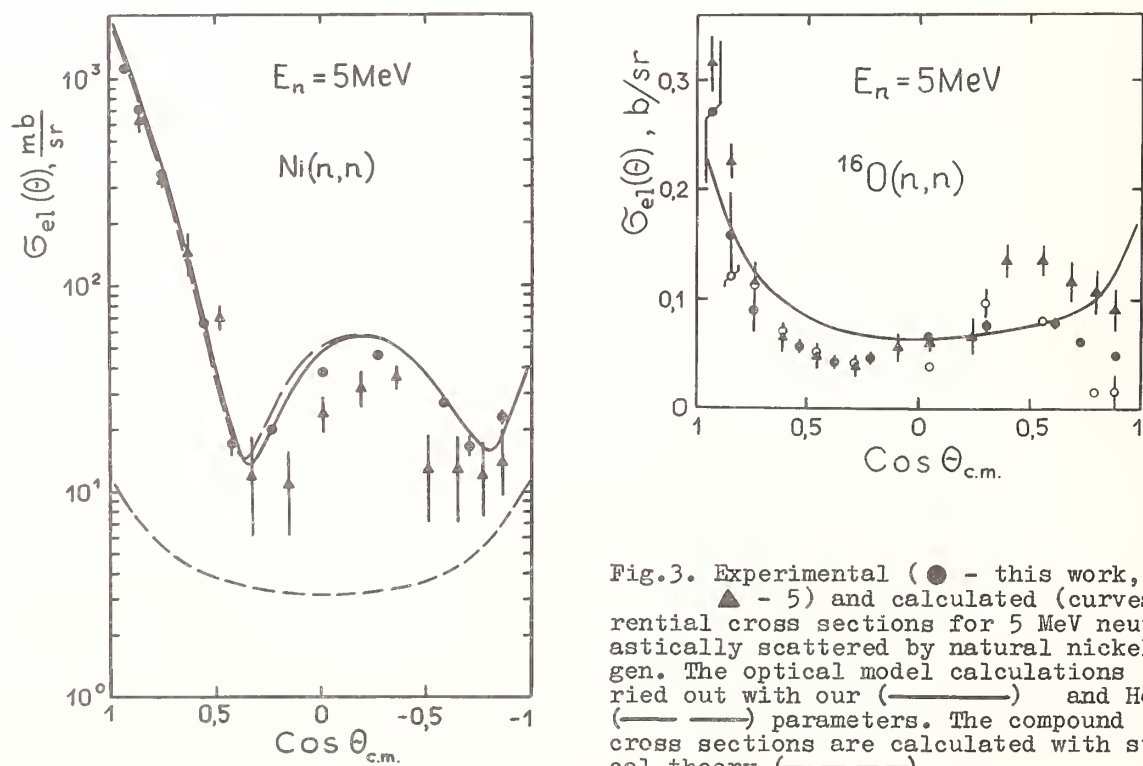 E_n = 5MeV
Ni(n,n)
σ_el(θ), mb/sr
10³
10²
10¹
10⁰
1 0,5 0 -0,5 -1
Cos θ_c.m.
E_n = 5MeV
¹⁶O(n,n)
σ_el(θ), b/sr
0,3
0,2
0,1
0
1 0,5 0 0,5 1
Cos θ_c.m.
Fig.3. Experimental ( ● - this work,
▲ - 5) and calculated (curves
rential cross sections for 5 MeV neu
astically scattered by natural nickel
gen. The optical model calculations
ried out with our (———) and H
(— —) parameters. The compound
cross sections are calculated with s